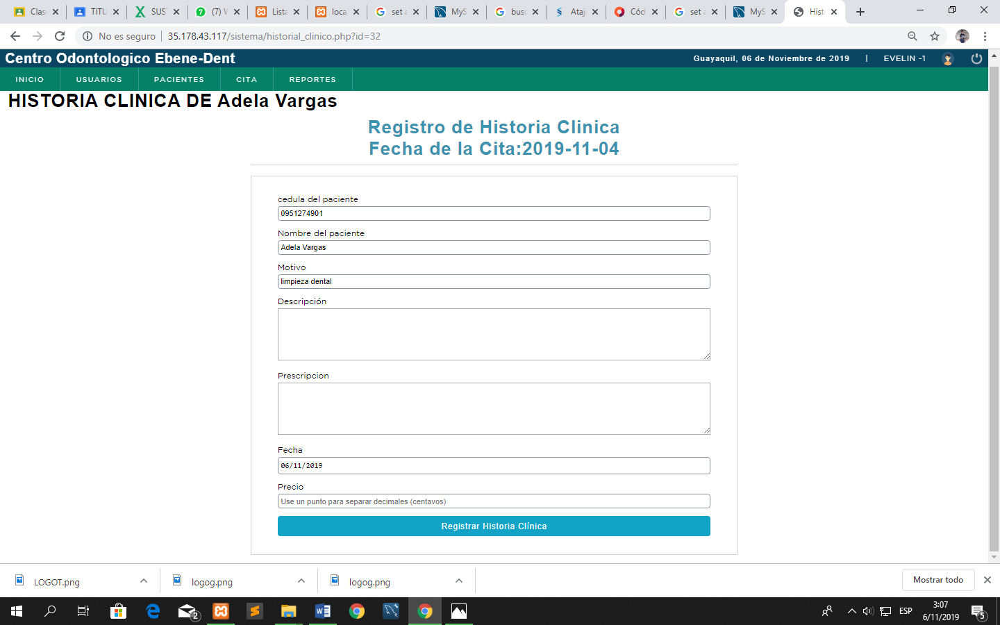 Clas
TITU
SUS
(7) W
Lista
loca
set a
MyS
busc
Ataj
Cód
set a
MyS
Hist
No es seguro
35.178.43.117/sistema/historial_clinico.php?id=32
Centro Odontologico Ebene-Dent
Guayaquil, 06 de Noviembre de 2019 | EVELIN -1
INICIO USUARIOS PACIENTES CITA REPORTES
HISTORIA CLINICA DE Adela Vargas
Registro de Historia Clinica
Fecha de la Cita:2019-11-04
cedula del paciente
0951274901
Nombre del paciente
Adela Vargas
Motivo
limpieza dental
Descripción
Prescripcion
Fecha
06/11/2019
Precio
Use un punto para separar decimales (centavos)
Registrar Historia Clínica
LOGOT.png
logog.png
logog.png
Mostrar todo
2
ESP
3:07
6/11/2019
5